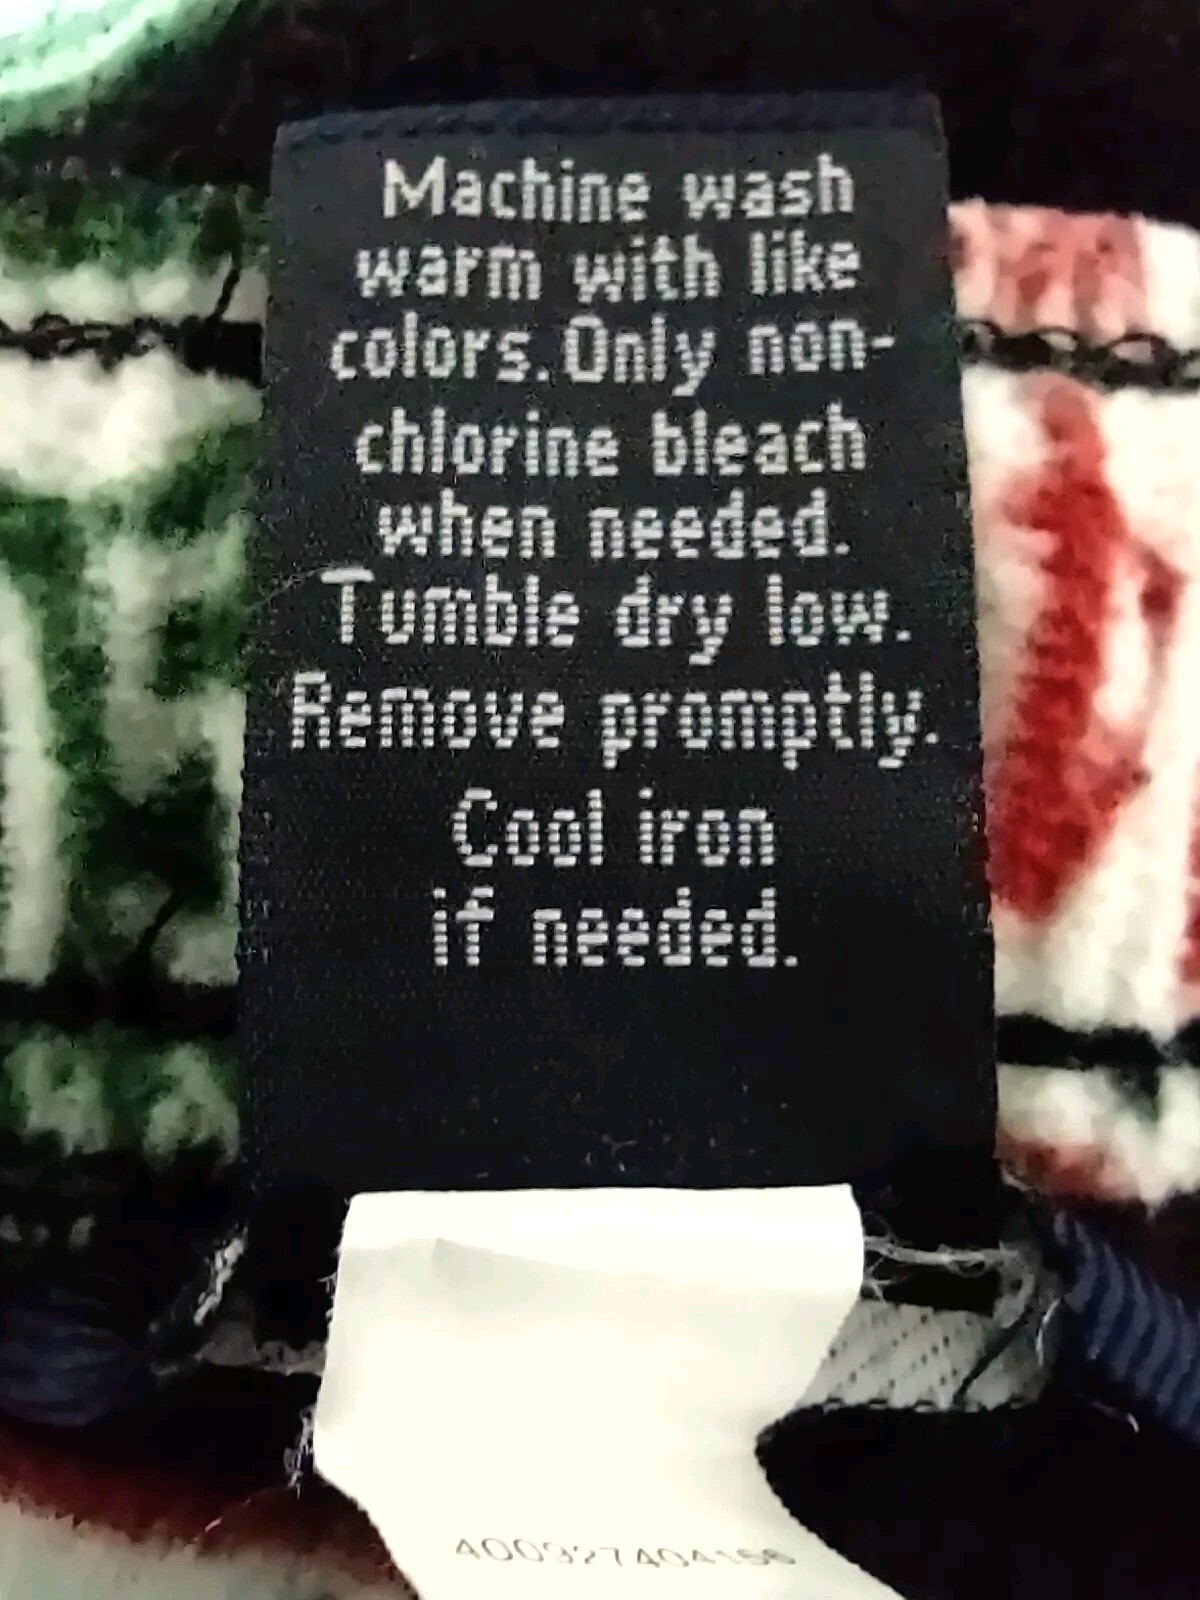 Machine wash
warm with like
colors. Only non-
chlorine bleach
when needed.
Tumble dry low.
Remove promptly.
Cool iron
if needed.
400327404156